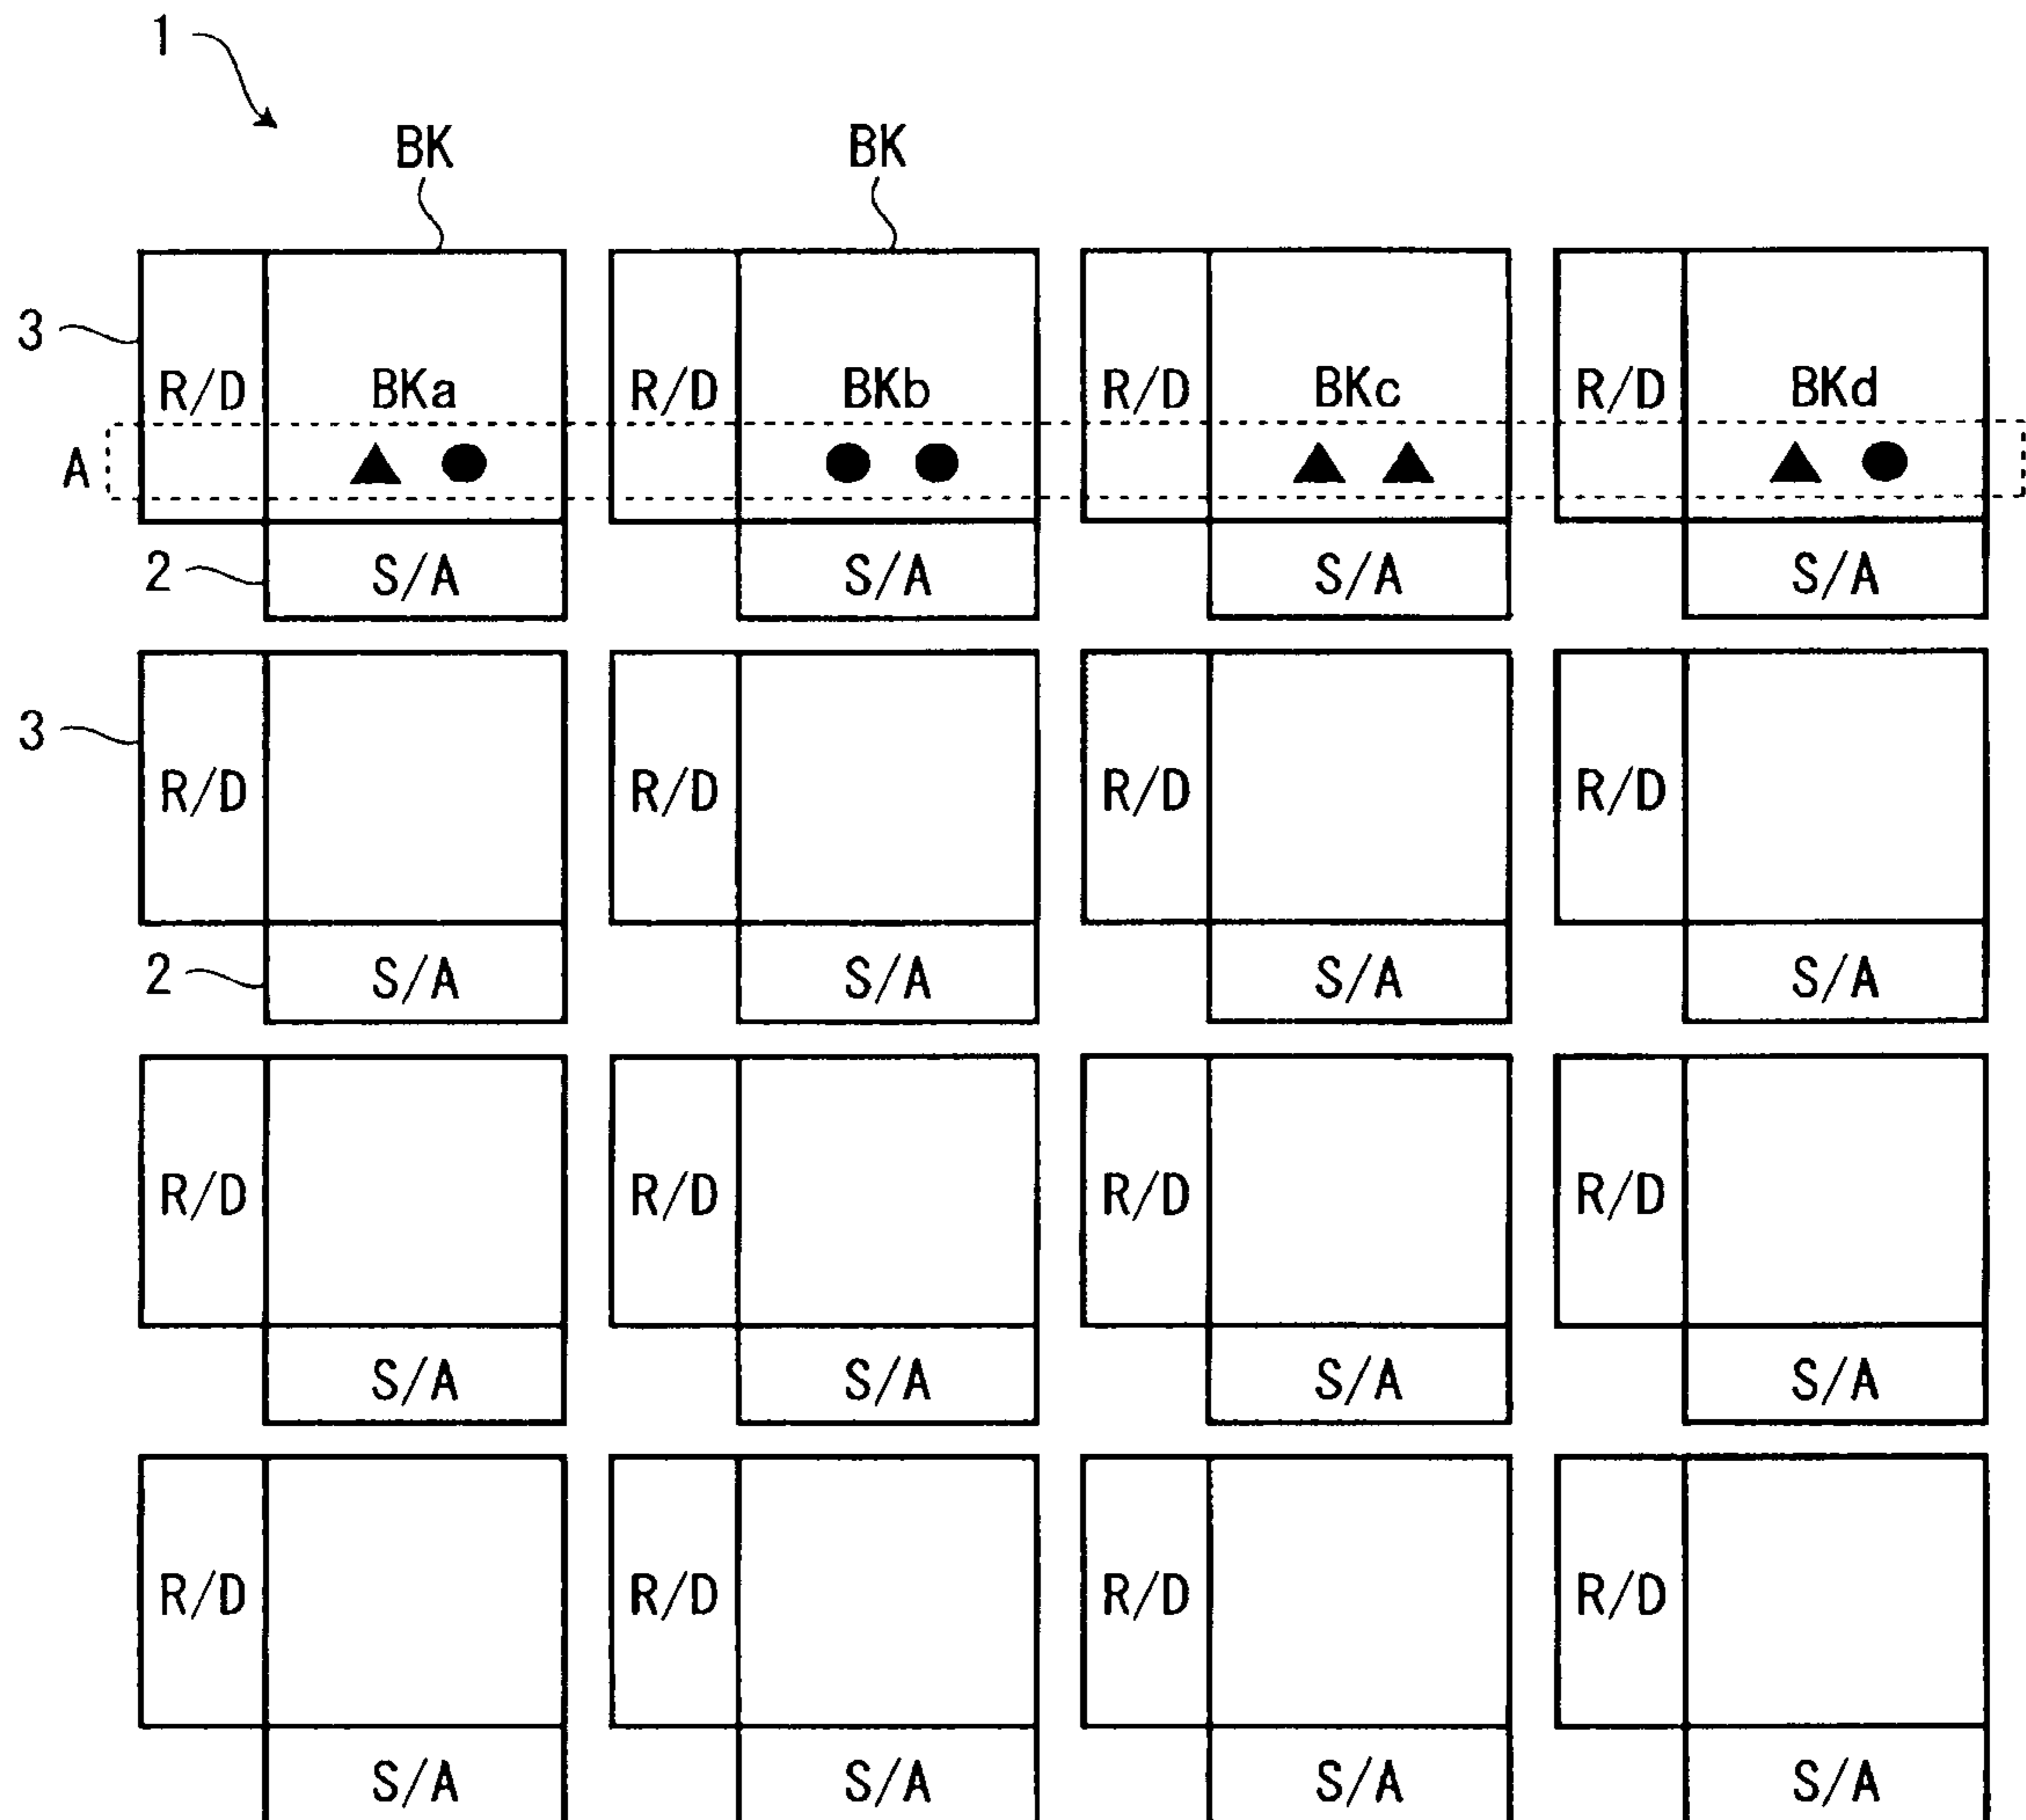 1
BK BK
3
R/D BKa R/D BKb R/D BKc R/D BKd
A
2 S/A S/A S/A S/A
3
R/D R/D R/D R/D
2 S/A S/A S/A S/A
R/D R/D R/D R/D
S/A S/A S/A S/A
R/D R/D R/D R/D
S/A S/A S/A S/A